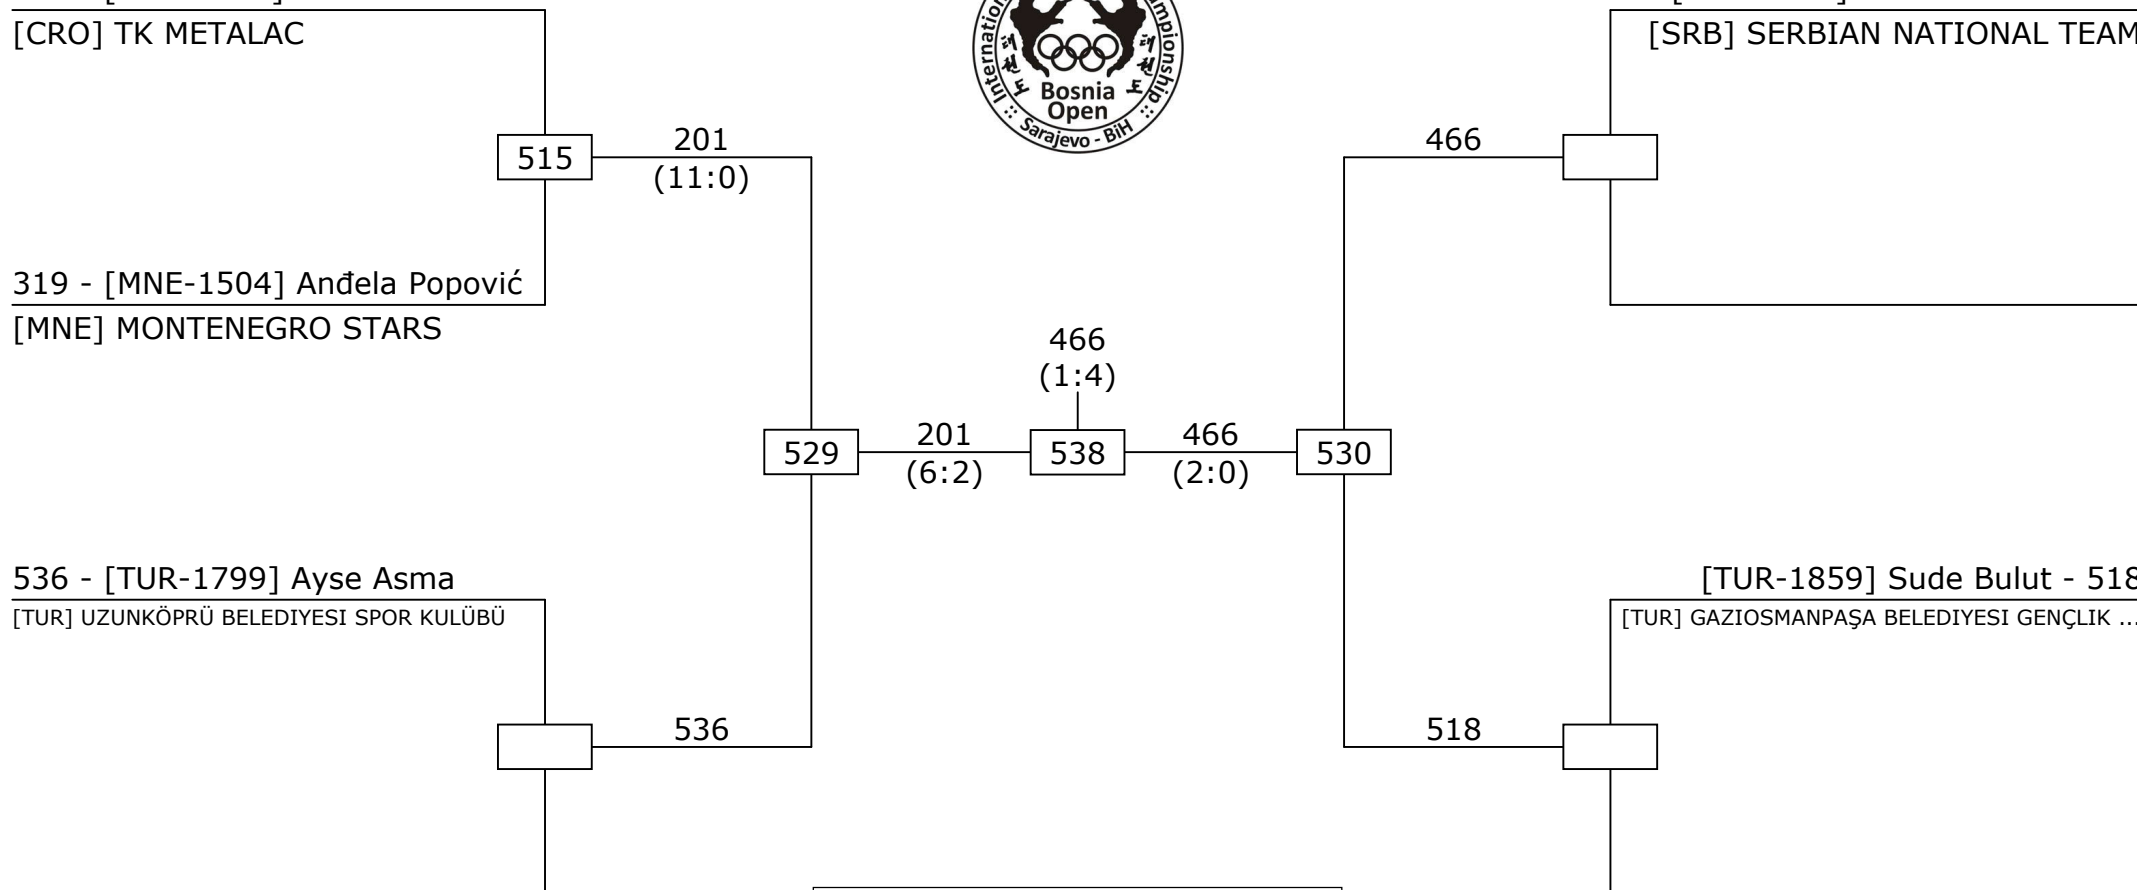 [CRO] TK METALAC
[SRB] SERBIAN NATIONAL TEAM
Bosnia
Open
:: Sarajevo - BiH ::
515
201
(11:0)
466
319 - [MNE-1504] Anđela Popović
[MNE] MONTENEGRO STARS
466
(1:4)
529
201
(6:2)
538
466
(2:0)
530
536 - [TUR-1799] Ayse Asma
[TUR] UZUNKÖPRÜ BELEDIYESI SPOR KULÜBÜ
[TUR-1859] Sude Bulut - 518
[TUR] GAZIOSMANPAŞA BELEDIYESI GENÇLIK ...
536
518